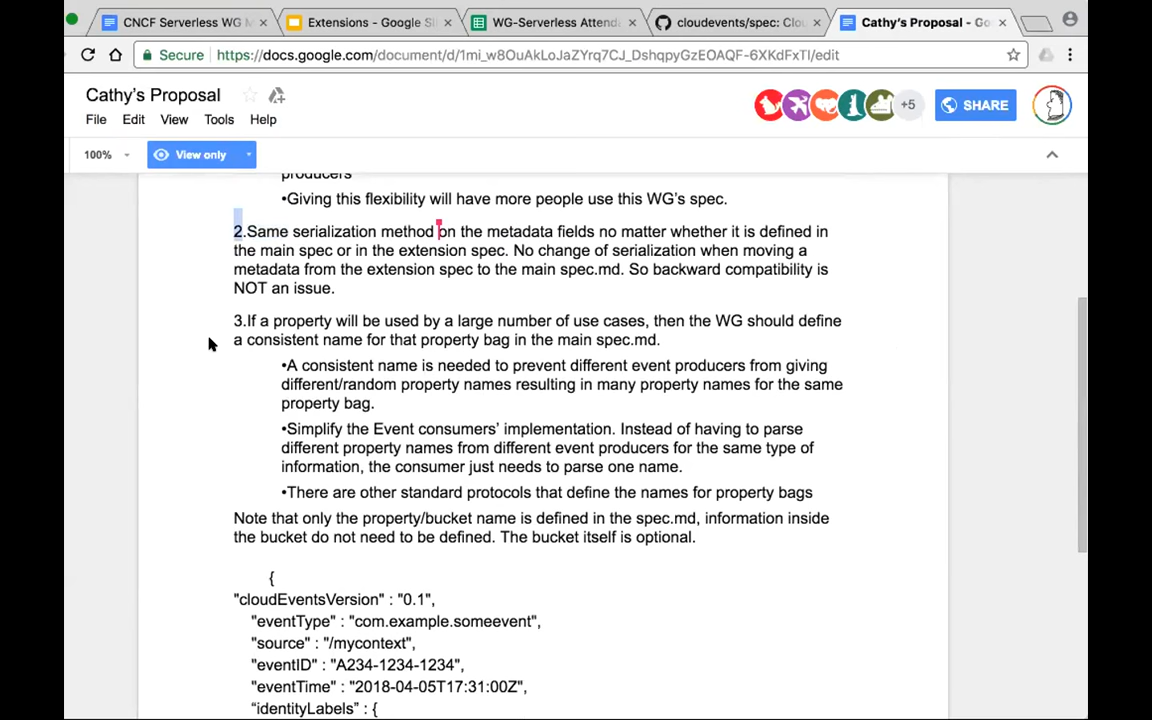 CNCF Serverless WG M
Extensions - Google Sli
WG-Serverless Attend
cloudevents/spec: Clou
Cathy's Proposal - Go
Secure
https://docs.google.com/document/d/1mi_w8OuAkLoJaZYrq7CJ_DshqpyGzEOAQF-6XKdFxTI/edit
Cathy's Proposal
File Edit View Tools Help
+5
SHARE
100%
View only
producers
•Giving this flexibility will have more people use this WG's spec.
2.Same serialization method on the metadata fields no matter whether it is defined in
the main spec or in the extension spec. No change of serialization when moving a
metadata from the extension spec to the main spec.md. So backward compatibility is
NOT an issue.
3.If a property will be used by a large number of use cases, then the WG should define
a consistent name for that property bag in the main spec.md.
•A consistent name is needed to prevent different event producers from giving
different/random property names resulting in many property names for the same
property bag.
•Simplify the Event consumers' implementation. Instead of having to parse
different property names from different event producers for the same type of
information, the consumer just needs to parse one name.
•There are other standard protocols that define the names for property bags
Note that only the property/bucket name is defined in the spec.md, information inside
the bucket do not need to be defined. The bucket itself is optional.
{
"cloudEventsVersion" : "0.1",
"eventType" : "com.example.someevent",
"source" : "/mycontext",
"eventID" : "A234-1234-1234",
"eventTime" : "2018-04-05T17:31:00Z",
"identityLabels" : {